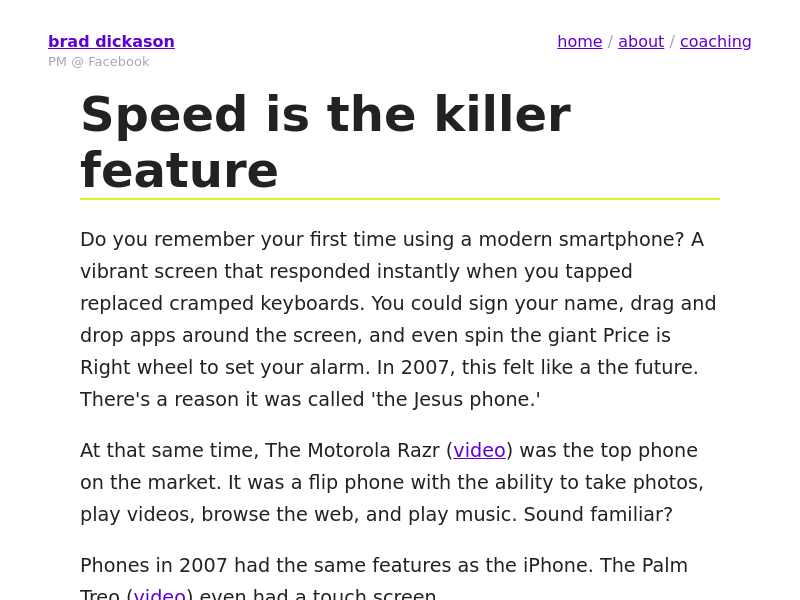 brad dickason
home / about / coaching
PM @ Facebook
Speed is the killer
feature
Do you remember your first time using a modern smartphone? A
vibrant screen that responded instantly when you tapped
replaced cramped keyboards. You could sign your name, drag and
drop apps around the screen, and even spin the giant Price is
Right wheel to set your alarm. In 2007, this felt like a the future.
There's a reason it was called 'the Jesus phone.'
At that same time, The Motorola Razr (video) was the top phone
on the market. It was a flip phone with the ability to take photos,
play videos, browse the web, and play music. Sound familiar?
Phones in 2007 had the same features as the iPhone. The Palm
Treo (video) even had a touch screen.